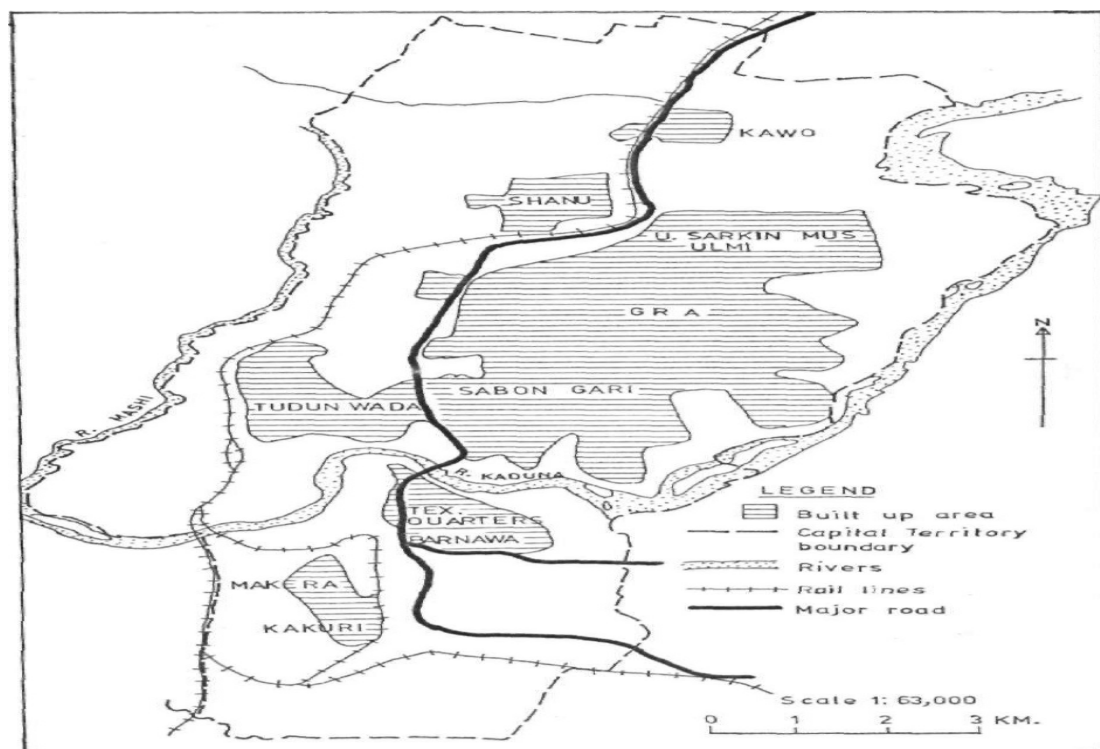 KAWO
SHANU
U. SARKIN MUS
ULMI
G R A
N
SABON GARI
TUDUN WADA
R. MASHI
R. KADUNA
TEX.
QUARTERS
BARNAWA
MAKERA
KAKURI
LEGEND
Built up area
Capital Territory
boundary
Rivers
Rail lines
Major road
Scale 1: 63,000
0 1 2 3 KM.